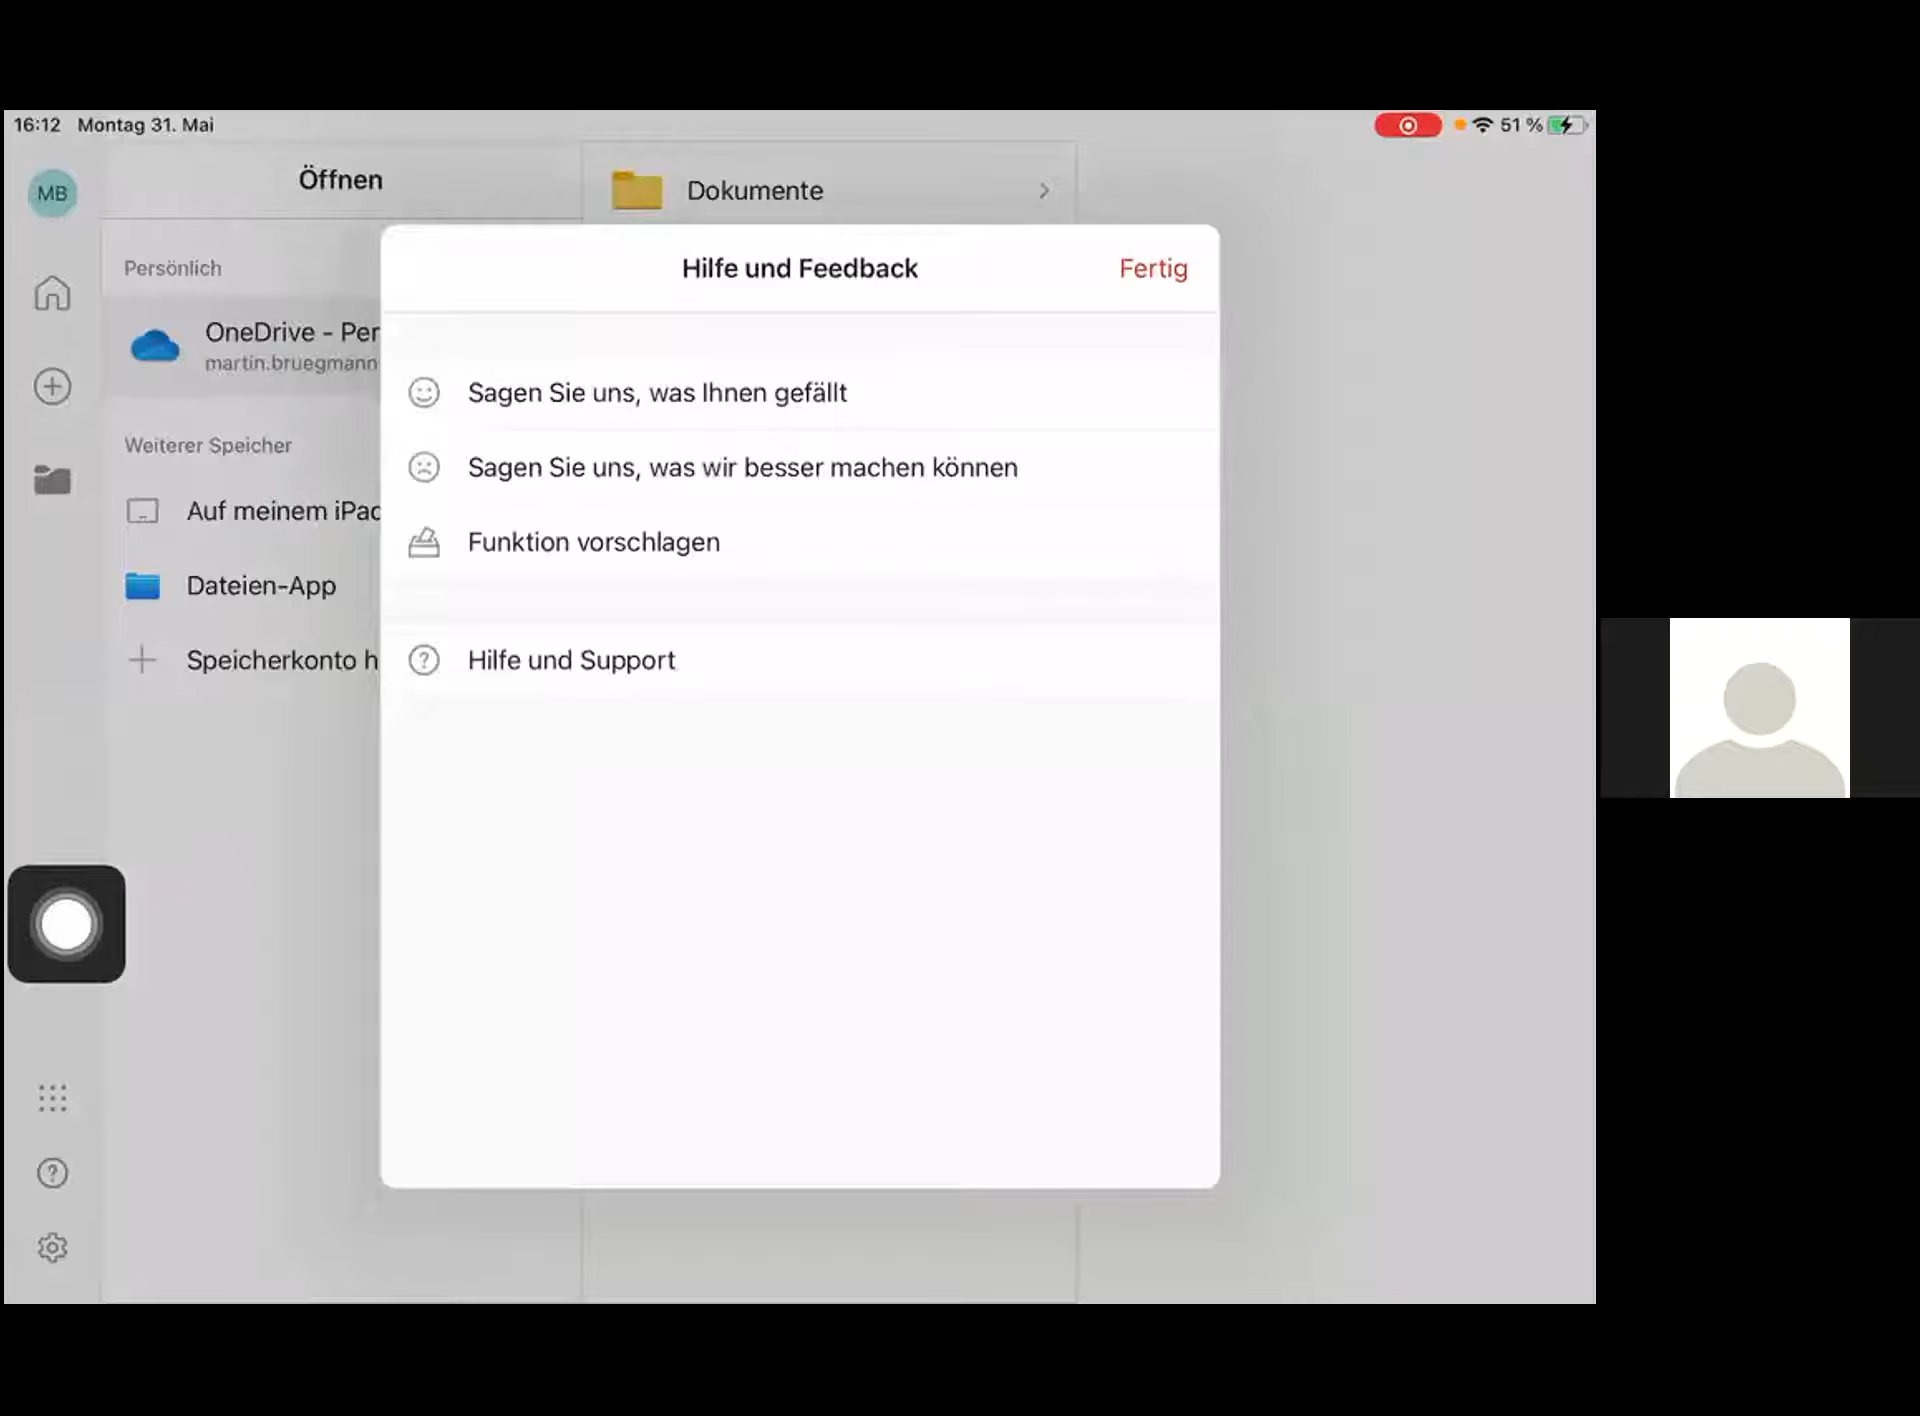 16:12 Montag 31. Mai
51 %
MB
Öffnen
Dokumente
Persönlich
OneDrive - Per
martin.bruegmann
Weiterer Speicher
Auf meinem iPad
Dateien-App
Speicherkonto h
Hilfe und Feedback
Fertig
Sagen Sie uns, was Ihnen gefällt
Sagen Sie uns, was wir besser machen können
Funktion vorschlagen
Hilfe und Support